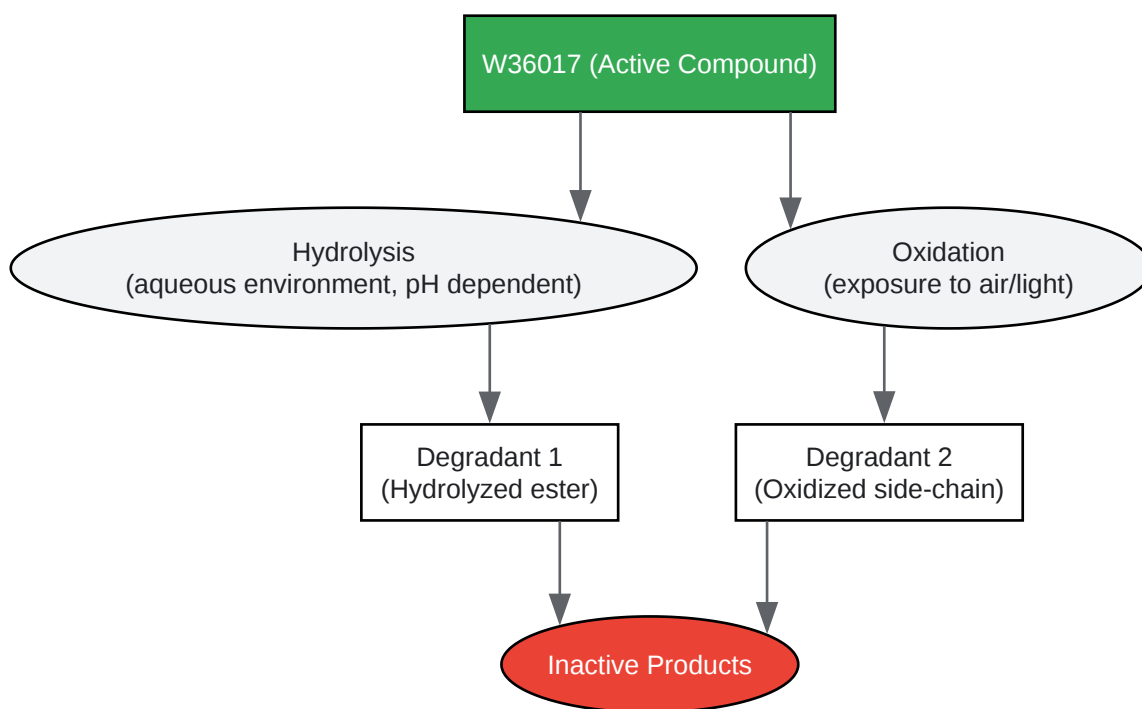 W36017 (Active Compound)
Hydrolysis
(aqueous environment, pH dependent)
Oxidation
(exposure to air/light)
Degradant 1
(Hydrolyzed ester)
Degradant 2
(Oxidized side-chain)
Inactive Products